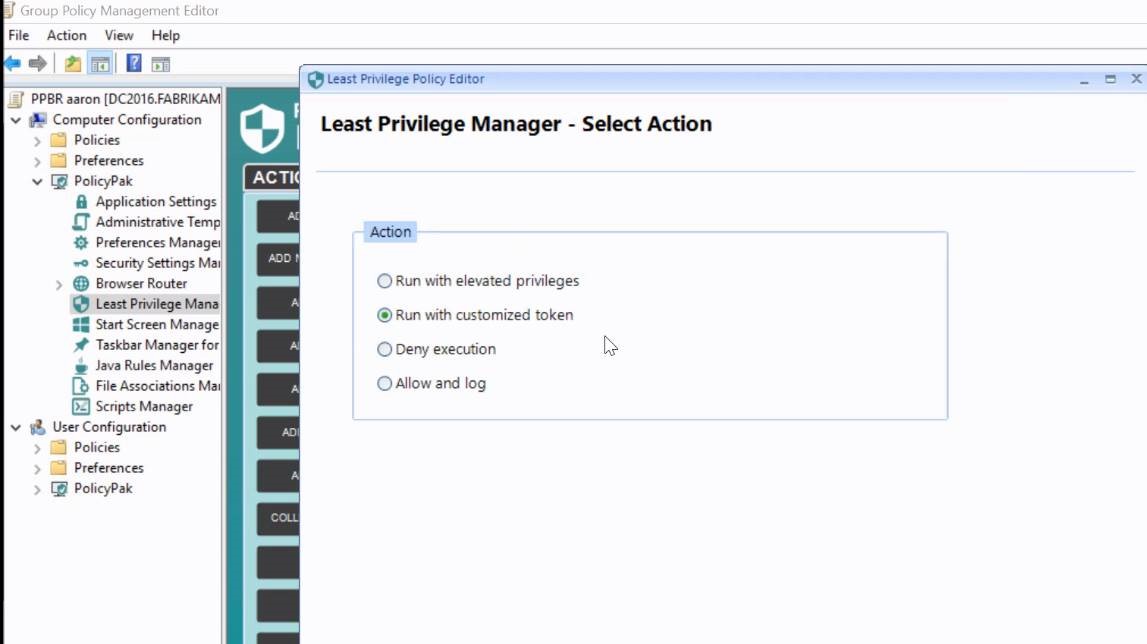 Group Policy Management Editor
File Action View Help
PPBR aaron [DC2016.FABRIKAM
Computer Configuration
Policies
Preferences
PolicyPak
Application Settings
Administrative Temp
Preferences Manager
Security Settings Mar
Browser Router
Least Privilege Mana
Start Screen Manage
Taskbar Manager for
Java Rules Manager
File Associations Mar
Scripts Manager
User Configuration
Policies
Preferences
PolicyPak
ACTIO
ADD
COLL
Least Privilege Policy Editor
Least Privilege Manager - Select Action
Action
Run with elevated privileges
Run with customized token
Deny execution
Allow and log